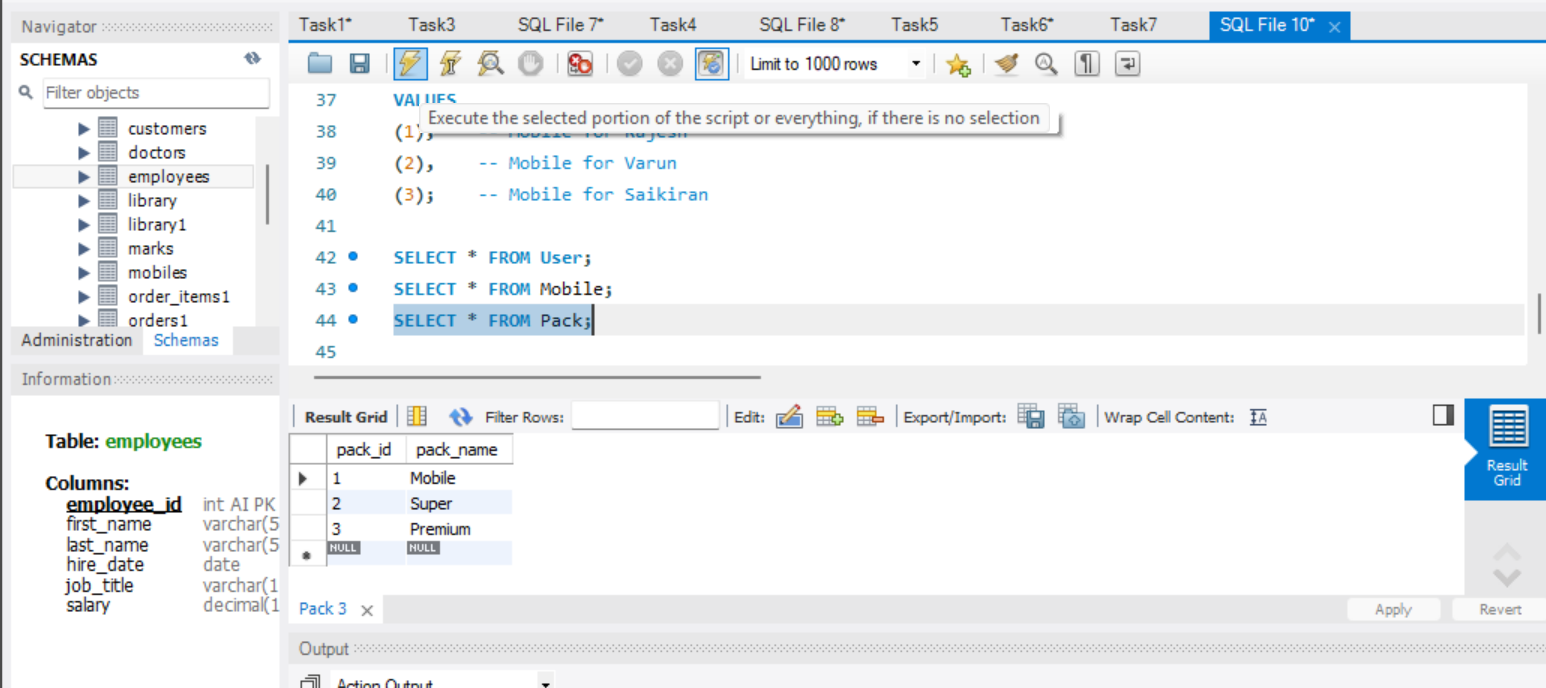 Navigator
Task1* Task3 SQL File 7* Task4 SQL File 8* Task5 Task6* Task7 SQL File 10*
SCHEMAS
Filter objects
customers
doctors
employees
library
library1
marks
mobiles
order_items1
orders1
Administration Schemas
Information
Table: employees
Columns:
employee_id int AI PK
first_name varchar(5
last_name varchar(5
hire_date date
job_title varchar(1
salary decimal(1
Limit to 1000 rows
37 VALUES
Execute the selected portion of the script or everything, if there is no selection
38 (1), -- Mobile for Rajesh
39 (2), -- Mobile for Varun
40 (3); -- Mobile for Saikiran
41
42 SELECT * FROM User;
43 SELECT * FROM Mobile;
44 SELECT * FROM Pack;
45
Result Grid Filter Rows: Edit: Export/Import: Wrap Cell Content:
pack_id pack_name
1 Mobile
2 Super
3 Premium
NULL NULL
Result
Grid
Pack 3 Apply Revert
Output
Action Output